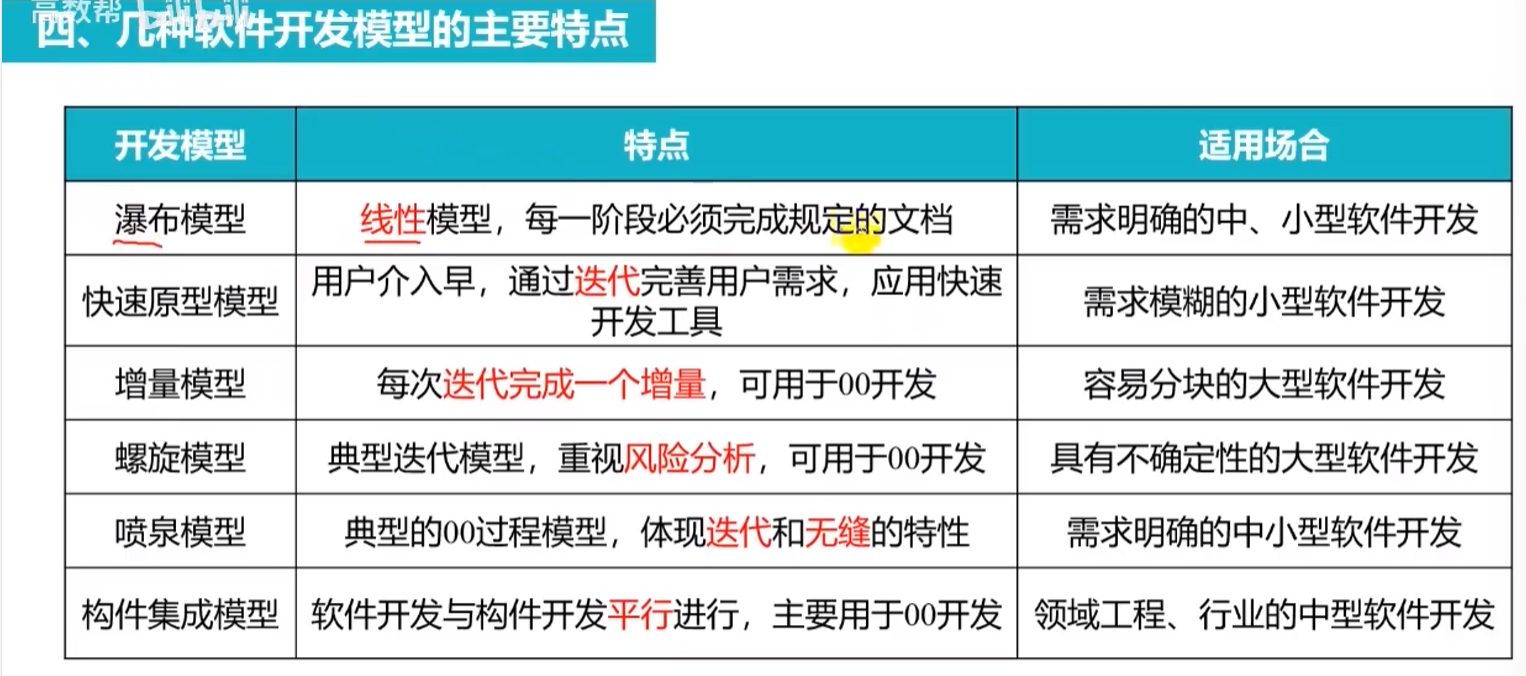 高数帮
四、几种软件开发模型的主要特点
开发模型 特点 适用场合
瀑布模型 线性模型，每一阶段必须完成规定的文档 需求明确的中、小型软件开发
快速原型模型 用户介入早，通过迭代完善用户需求，应用快速 需求模糊的小型软件开发
开发工具
增量模型 每次迭代完成一个增量，可用于OO开发 容易分块的大型软件开发
螺旋模型 典型迭代模型，重视风险分析，可用于OO开发 具有不确定性的大型软件开发
喷泉模型 典型的OO过程模型，体现迭代和无缝的特性 需求明确的中小型软件开发
构件集成模型 软件开发与构件开发平行进行，主要用于OO开发 领域工程、行业的中型软件开发